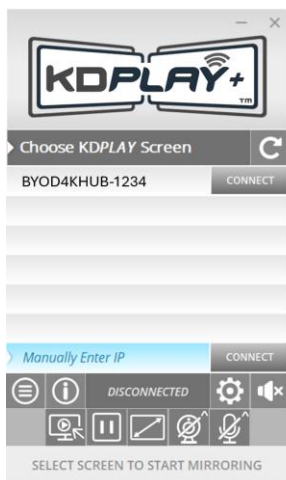 KDPLAY+
TM
Choose KDPLAY Screen
BYOD4KHUB-1234 CONNECT
Manually Enter IP CONNECT
DISCONNECTED
SELECT SCREEN TO START MIRRORING